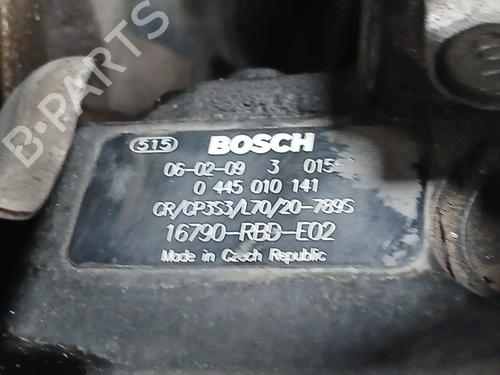 B-PARTS
515 BOSCH
06-02-09 3 015
0 445 010 141
CR/CP3S3/L70/20-789S
16790-RBD-E02
Made in Czech Republic